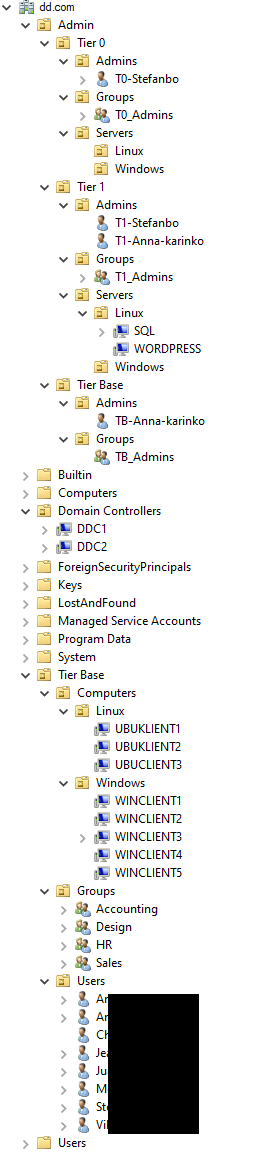 dd.com
Admin
Tier 0
Admins
T0-Stefanbo
Groups
T0_Admins
Servers
Linux
Windows
Tier 1
Admins
T1-Stefanbo
T1-Anna-karinko
Groups
T1_Admins
Servers
Linux
SQL
WORDPRESS
Windows
Tier Base
Admins
TB-Anna-karinko
Groups
TB_Admins
Builtin
Computers
Domain Controllers
DDC1
DDC2
ForeignSecurityPrincipals
Keys
LostAndFound
Managed Service Accounts
Program Data
System
Tier Base
Computers
Linux
UBUKLIENT1
UBUKLIENT2
UBUCLIENT3
Windows
WINCLIENT1
WINCLIENT2
WINCLIENT3
WINCLIENT4
WINCLIENT5
Groups
Accounting
Design
HR
Sales
Users
Users